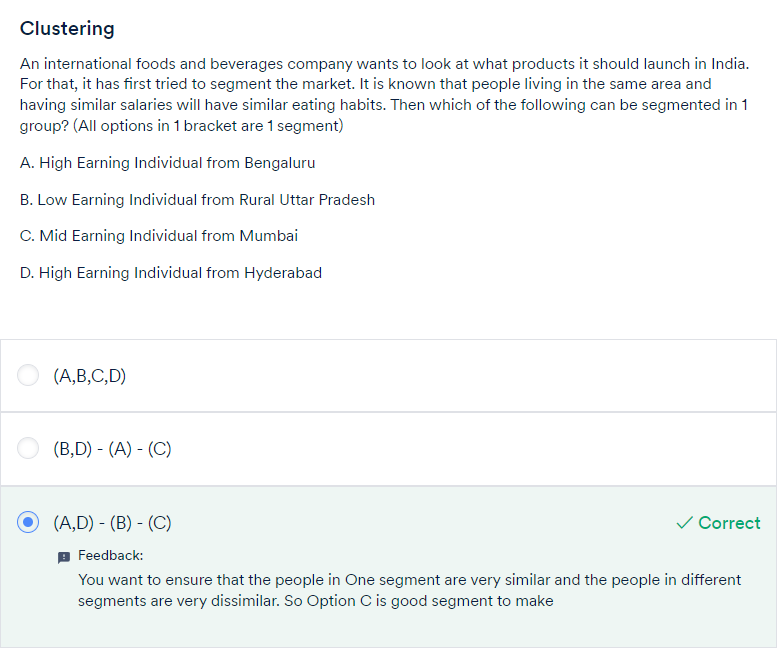 Clustering
An international foods and beverages company wants to look at what products it should launch in India.
For that, it has first tried to segment the market. It is known that people living in the same area and
having similar salaries will have similar eating habits. Then which of the following can be segmented in 1
group? (All options in 1 bracket are 1 segment)
A. High Earning Individual from Bengaluru
B. Low Earning Individual from Rural Uttar Pradesh
C. Mid Earning Individual from Mumbai
D. High Earning Individual from Hyderabad
(A,B,C,D)
(B,D) - (A) - (C)
(A,D) - (B) - (C)
Correct
Feedback:
You want to ensure that the people in One segment are very similar and the people in different
segments are very dissimilar. So Option C is good segment to make